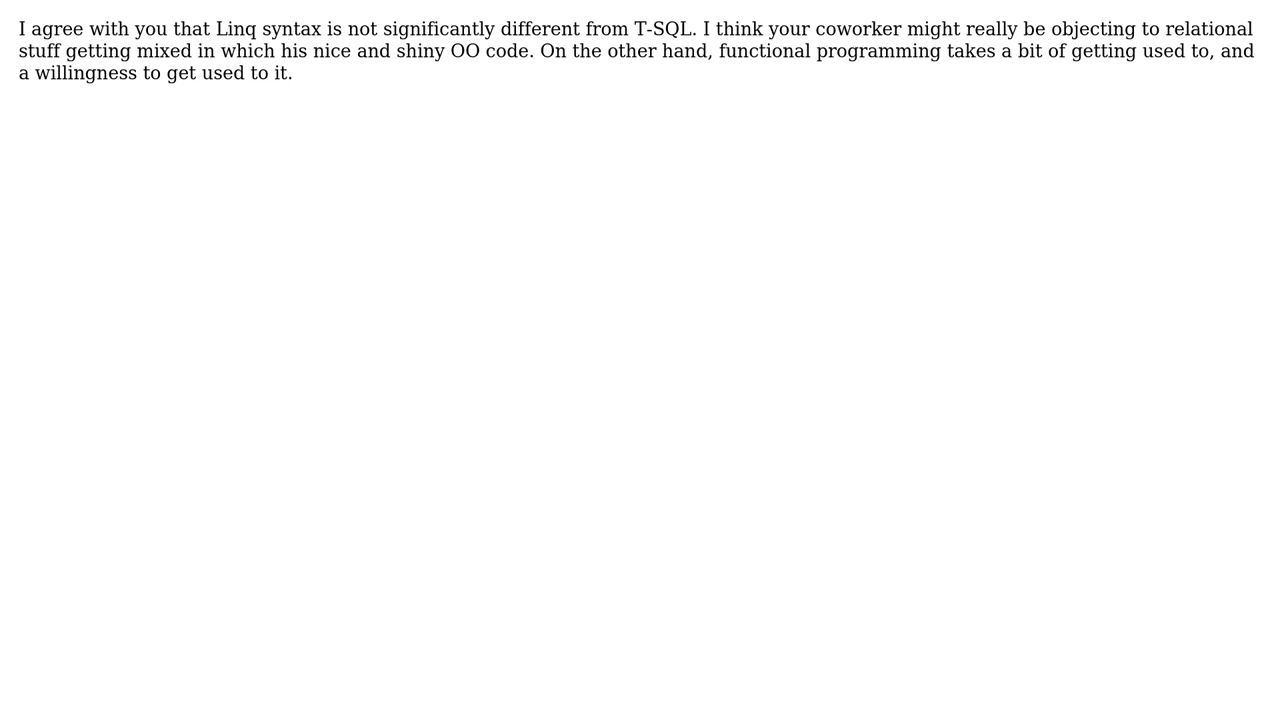 I agree with you that Linq syntax is not significantly different from T-SQL. I think your coworker might really be objecting to relational
stuff getting mixed in which his nice and shiny OO code. On the other hand, functional programming takes a bit of getting used to, and
a willingness to get used to it.